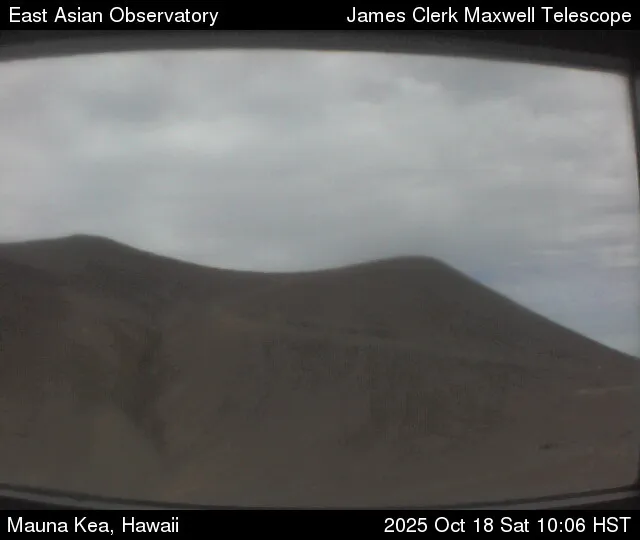 East Asian Observatory
James Clerk Maxwell Telescope
Mauna Kea, Hawaii
2025 Oct 18 Sat 10:06 HST